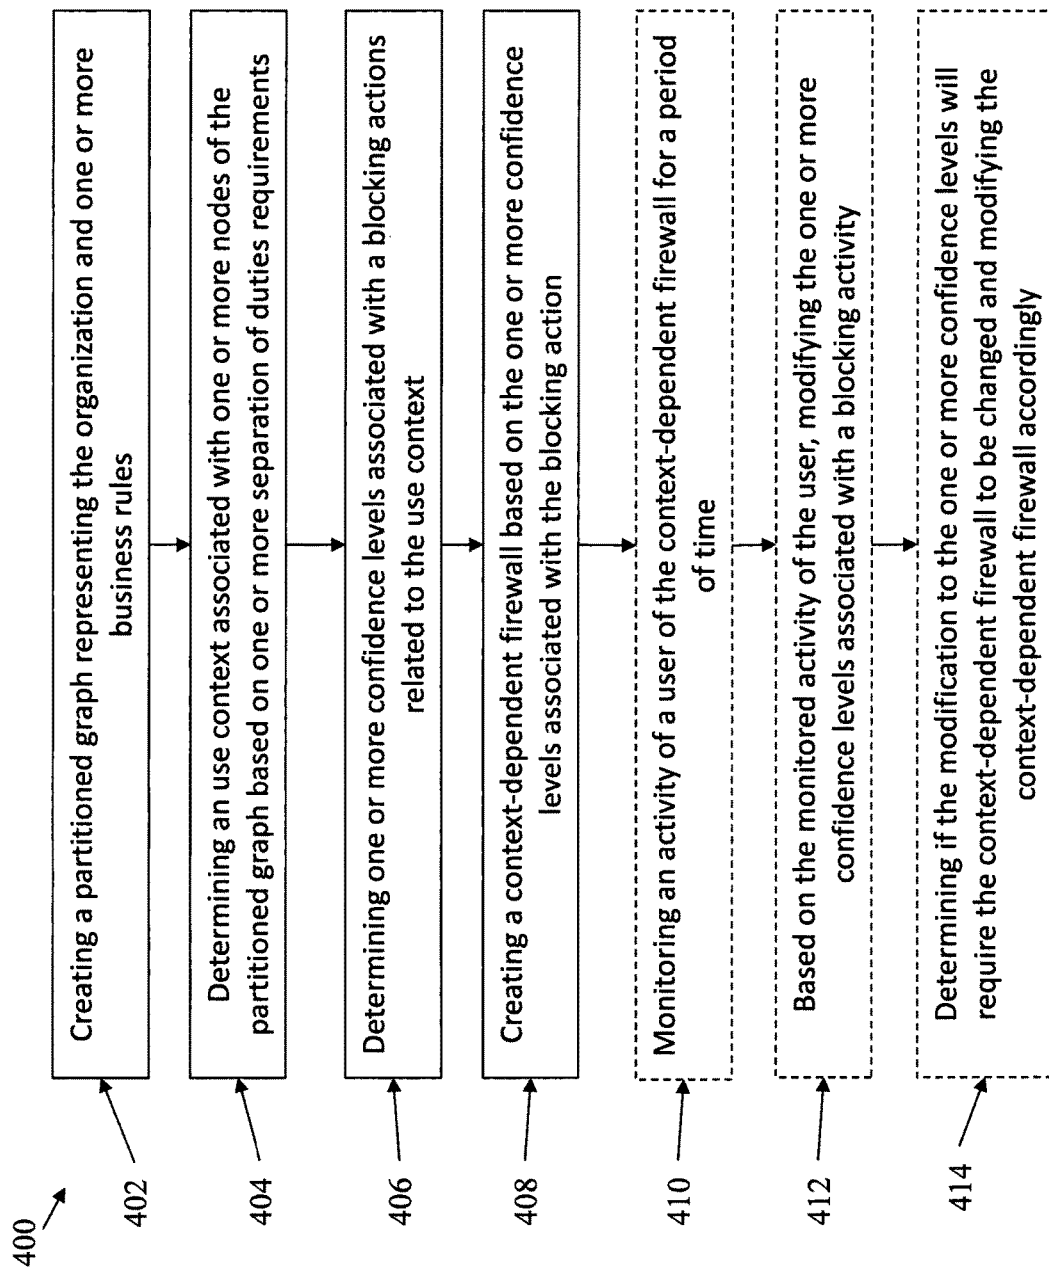 400
402
Creating a partitioned graph representing the organization and one or more
business rules
404
Determining an use context associated with one or more nodes of the
partitioned graph based on one or more separation of duties requirements
406
Determining one or more confidence levels associated with a blocking actions
related to the use context
408
Creating a context-dependent firewall based on the one or more confidence
levels associated with the blocking action
410
Monitoring an activity of a user of the context-dependent firewall for a period
of time
412
Based on the monitored activity of the user, modifying the one or more
confidence levels associated with a blocking activity
414
Determining if the modification to the one or more confidence levels will
require the context-dependent firewall to be changed and modifying the
context-dependent firewall accordingly